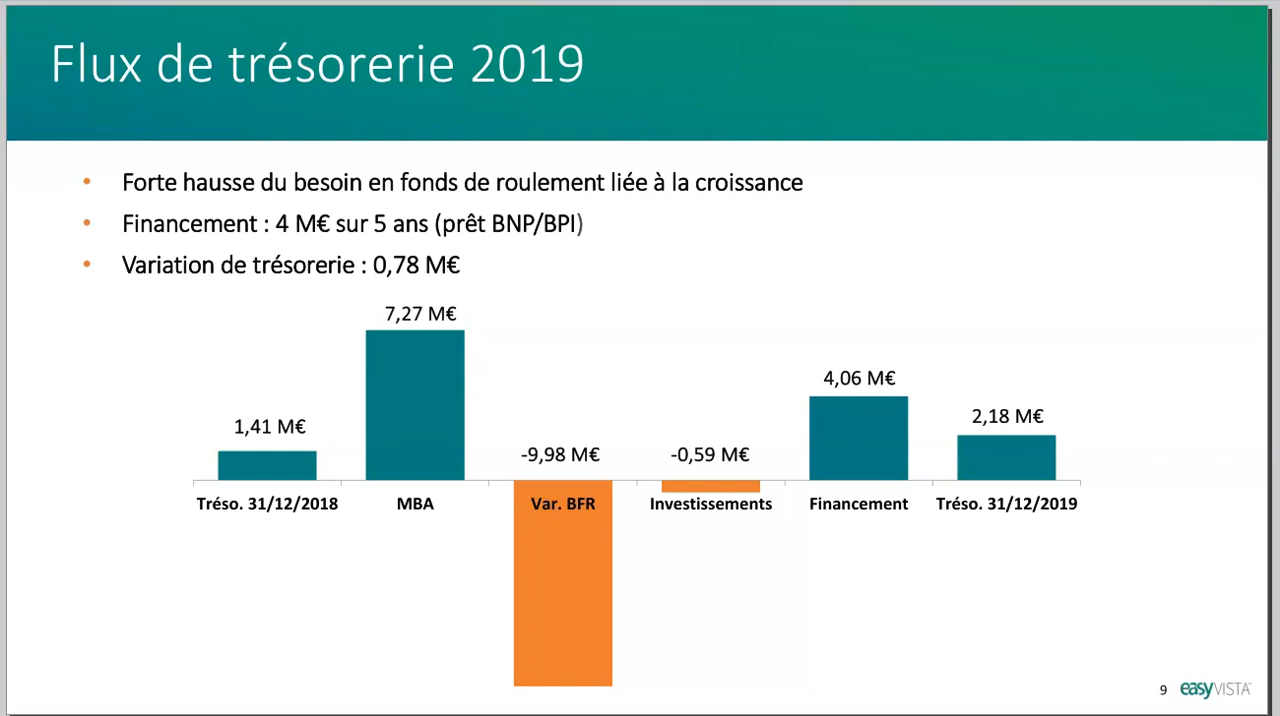 Flux de trésorerie 2019
• Forte hausse du besoin en fonds de roulement liée à la croissance
• Financement : 4 M€ sur 5 ans (prêt BNP/BPI)
• Variation de trésorerie : 0,78 M€
7,27 M€
4,06 M€
2,18 M€
1,41 M€
-9,98 M€
-0,59 M€
Tréso. 31/12/2018
MBA
Var. BFR
Investissements
Financement
Tréso. 31/12/2019
9
easyVISTA